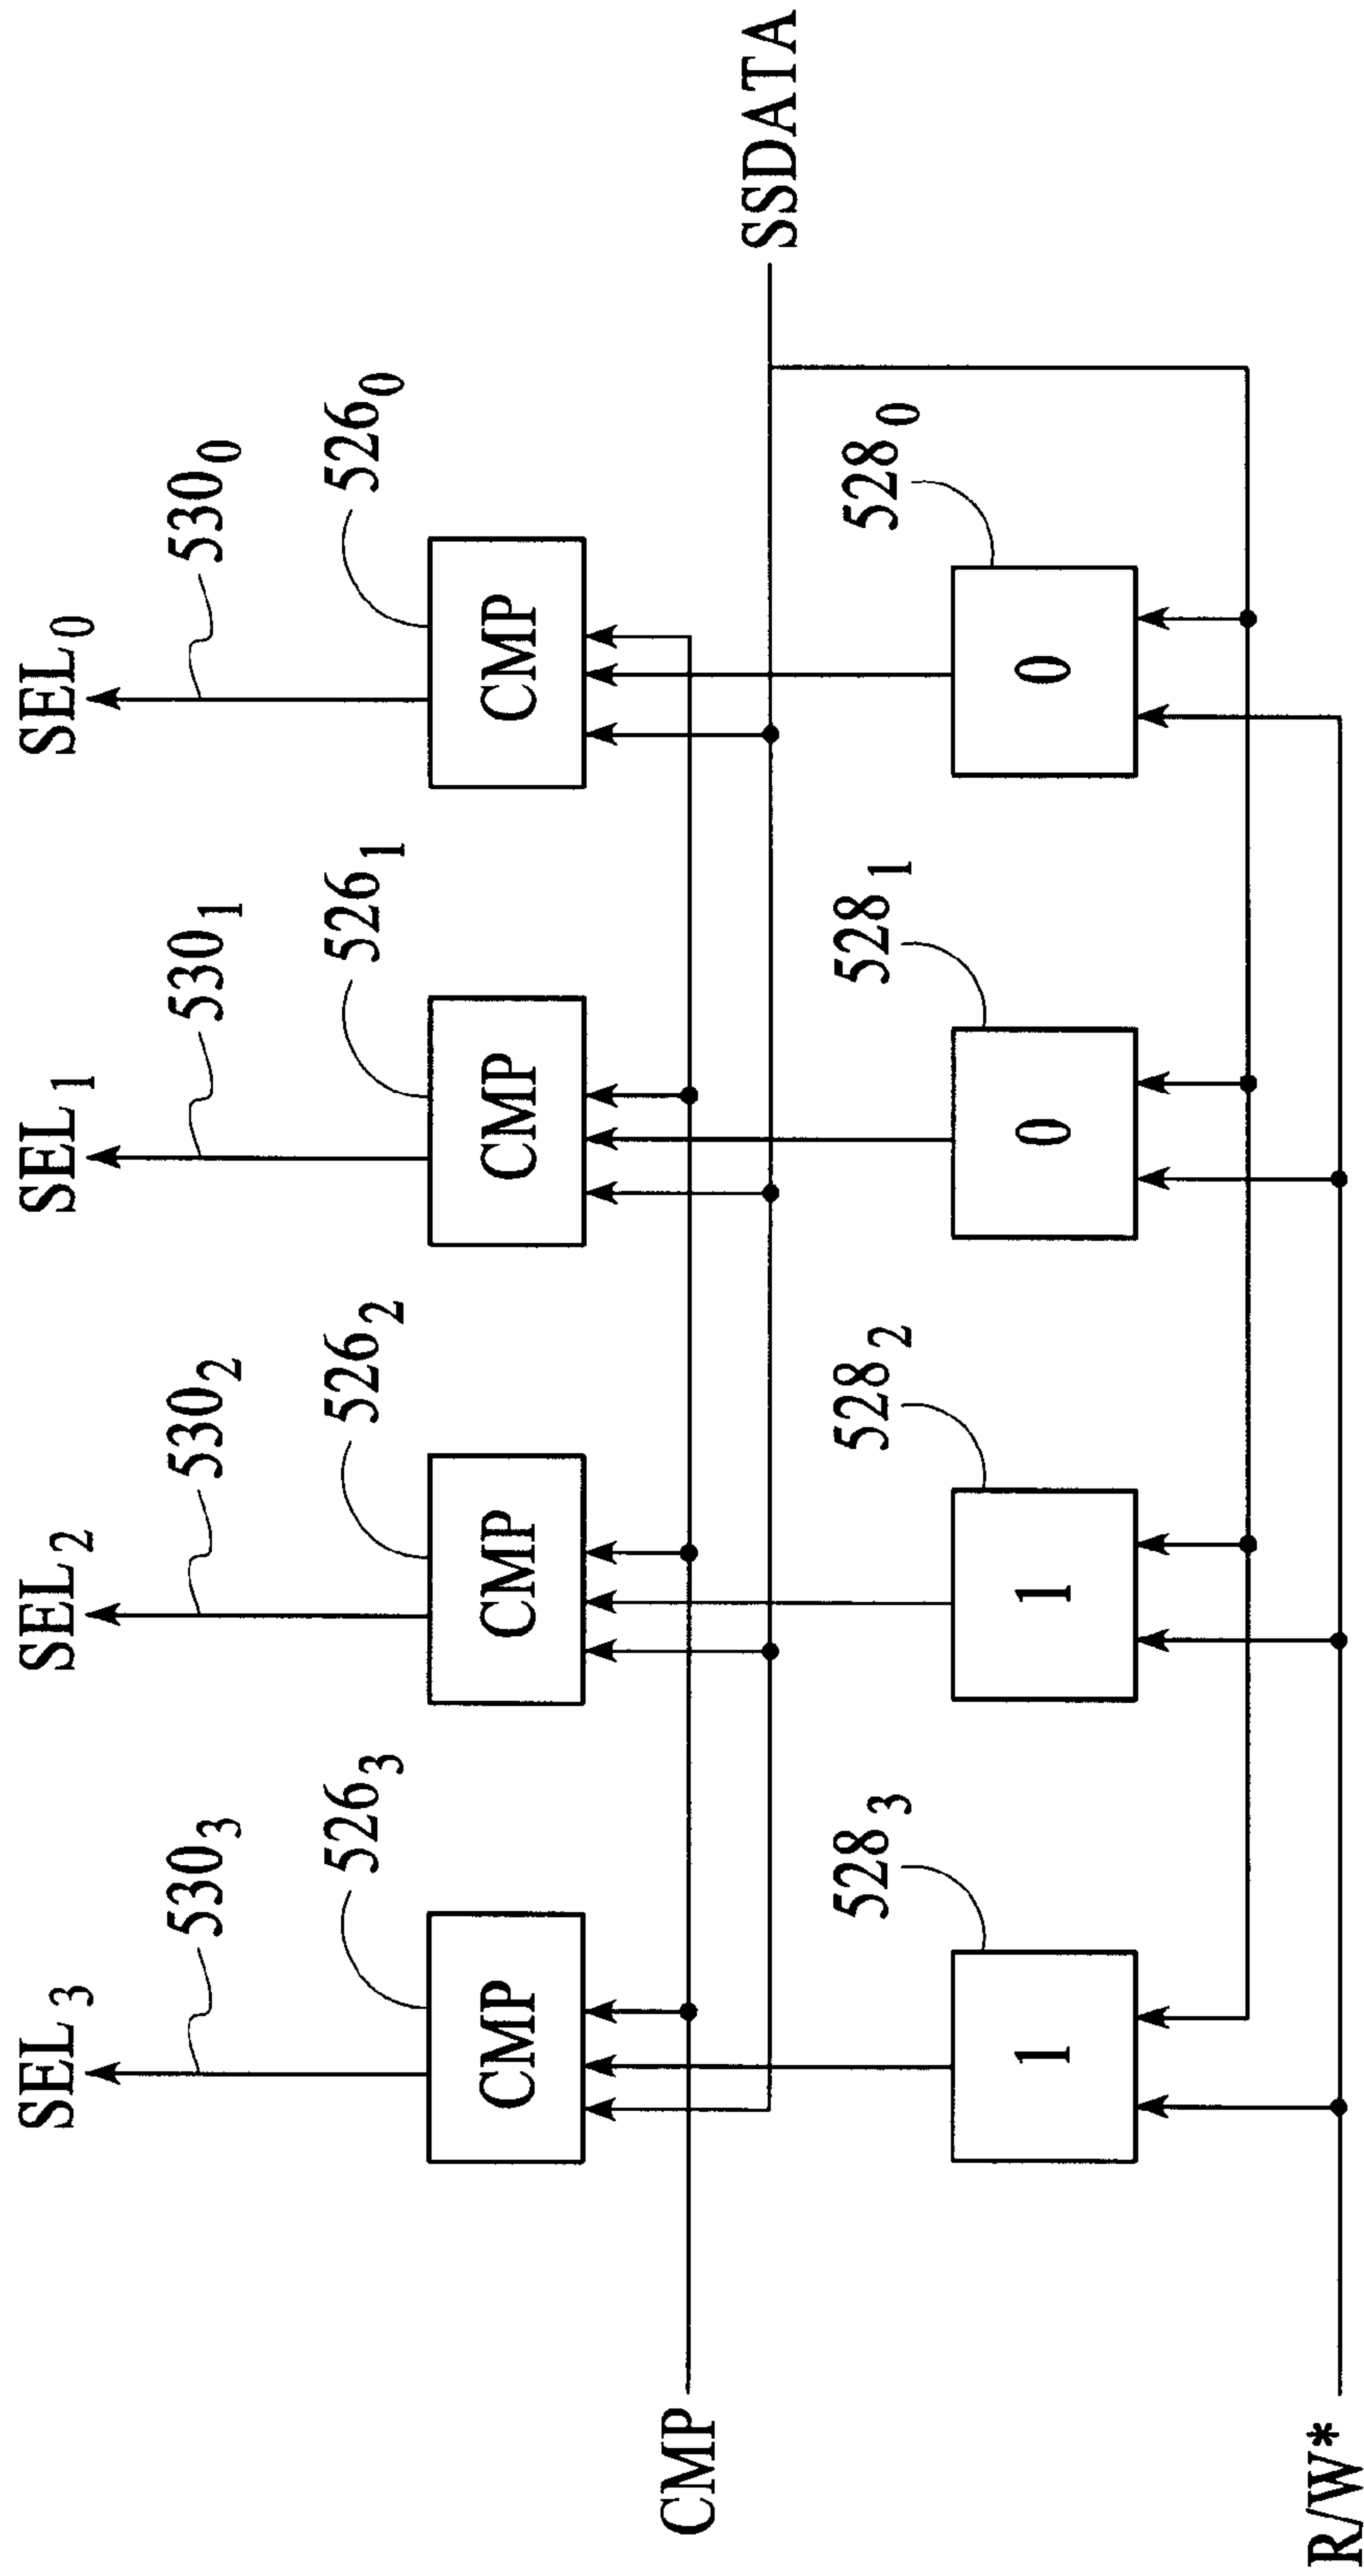 SEL₃ SEL₂ SEL₁ SEL₀
530₃ 530₂ 530₁ 530₀
526₃ 526₂ 526₁ 526₀
CMP CMP CMP CMP
CMP
SSDATA
528₃ 528₂ 528₁ 528₀
1 1 0 0
R/W*